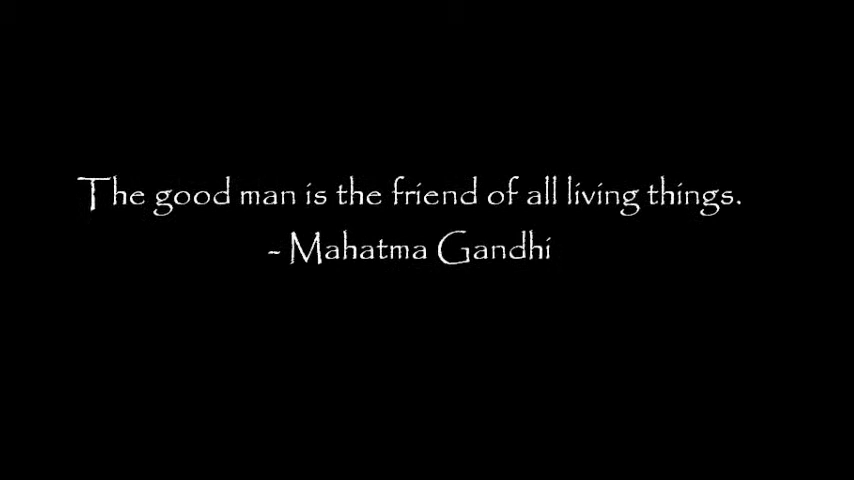 The good man is the friend of all living things.
- Mahatma Gandhi